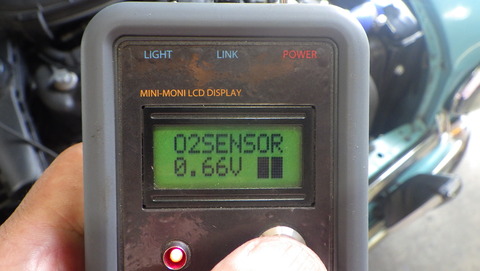 LIGHT LINK POWER
MINI-MONI LCD DISPLAY
O2SENSOR
0.66V